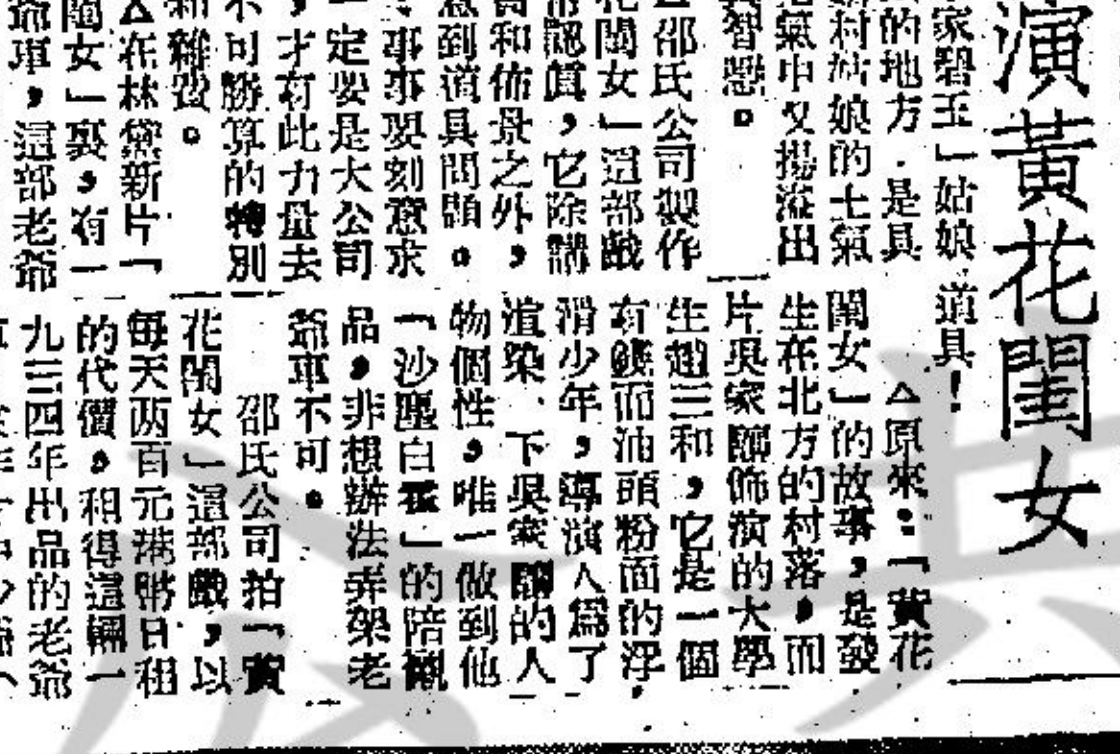 演黃花閨女
家碧玉」姑娘
的地方．是具
村姑娘的土氣
氣中又揚溢出
智慧。
邵氏公司製作
花閨女」這部戲
常認眞，它除講
和佈景之外，
意到道具問題。
事事要刻意求
一定要是大公司
，才有此力量去
不可勝算的特別
和雜費。
△在林黛新片「
閨女」裏，有一
爺車，這部老爺
道具！
△原來：「黃花
閨女」的故事，是發
生在北方的村落，而
片吳家驤飾演的大學
生趙三和，它是一個
有錢而油頭粉面的浮
滑少年，導演人爲了
渲染、下吳家驤的人
物個性，唯一做到他
「沙塵白霍」的陪襯
品，非想辦法弄架老
爺車不可。
邵氏公司拍「黃
花閨女」這部戲，以
每天两百元港幣日租
的代價，租得這輛一
九三四年出品的老爺